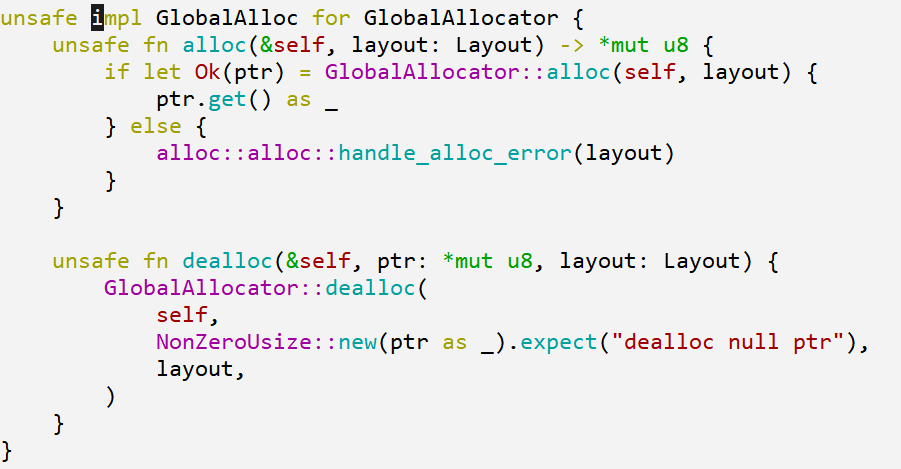 unsafe impl GlobalAlloc for GlobalAllocator {
    unsafe fn alloc(&self, layout: Layout) -> *mut u8 {
        if let Ok(ptr) = GlobalAllocator::alloc(self, layout) {
            ptr.get() as _
        } else {
            alloc::alloc::handle_alloc_error(layout)
        }
    }

    unsafe fn dealloc(&self, ptr: *mut u8, layout: Layout) {
        GlobalAllocator::dealloc(
            self,
            NonZeroUsize::new(ptr as _).expect("dealloc null ptr"),
            layout,
        )
    }
}